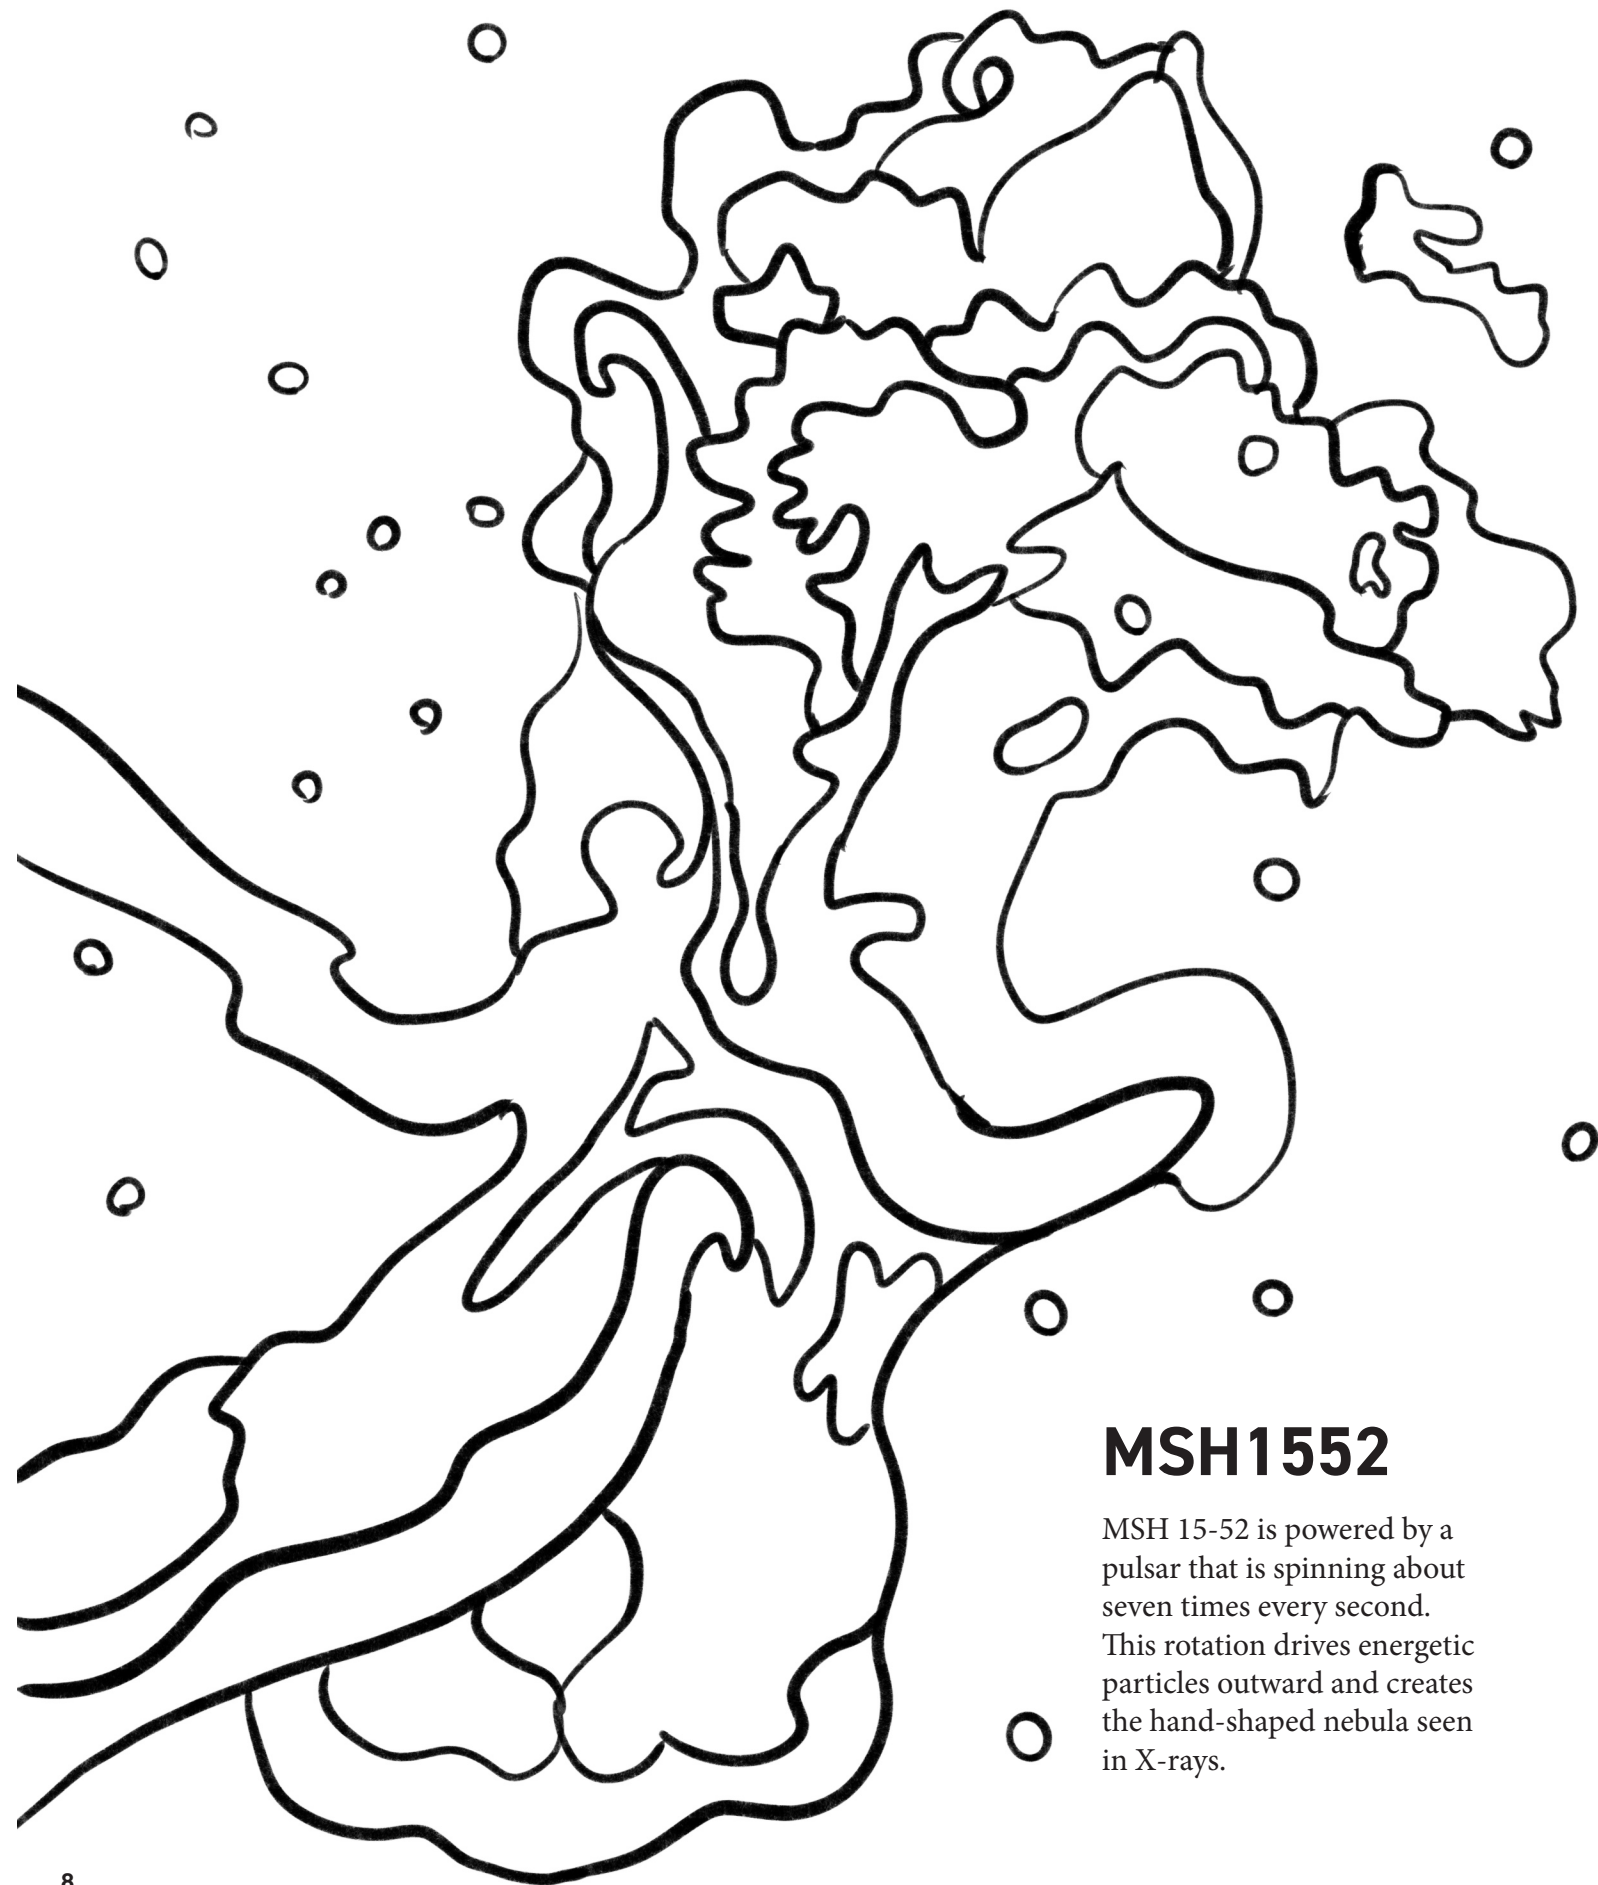 MSH1552
MSH 15-52 is powered by a
pulsar that is spinning about
seven times every second.
This rotation drives energetic
particles outward and creates
the hand-shaped nebula seen
in X-rays.
8